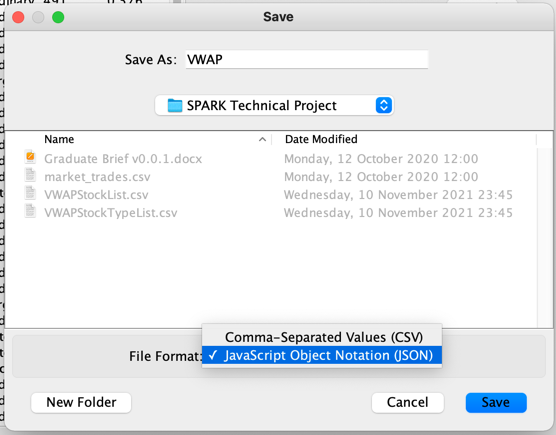 Save
Save As: VWAP
SPARK Technical Project
Name Date Modified
Graduate Brief v0.0.1.docx Monday, 12 October 2020 12:00
market_trades.csv Monday, 12 October 2020 12:00
VWAPStockList.csv Wednesday, 10 November 2021 23:45
VWAPStockTypeList.csv Wednesday, 10 November 2021 23:45
Comma-Separated Values (CSV)
File Format: ✓ JavaScript Object Notation (JSON)
New Folder Cancel Save